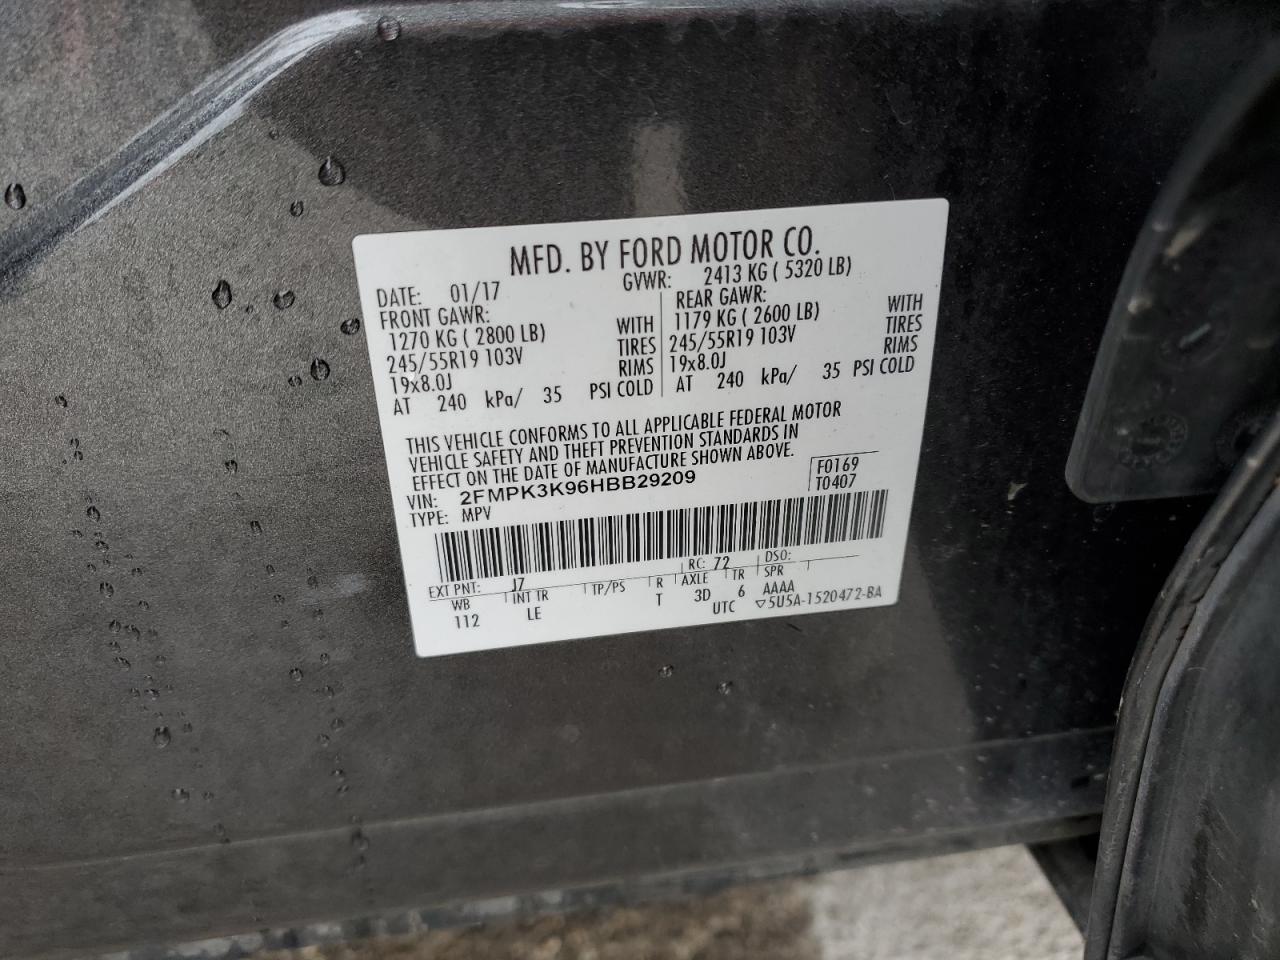 MFD. BY FORD MOTOR CO.
DATE: 01/17 GVWR: 2413 KG ( 5320 LB)
FRONT GAWR: REAR GAWR:
1270 KG ( 2800 LB) WITH 1179 KG ( 2600 LB) WITH
245/55R19 103V TIRES 245/55R19 103V TIRES
19x8.0J RIMS 19x8.0J RIMS
AT 240 kPa/ 35 PSI COLD AT 240 kPa/ 35 PSI COLD
THIS VEHICLE CONFORMS TO ALL APPLICABLE FEDERAL MOTOR
VEHICLE SAFETY AND THEFT PREVENTION STANDARDS IN
EFFECT ON THE DATE OF MANUFACTURE SHOWN ABOVE.
VIN: 2FMPK3K96HBB29209 F0169
TYPE: MPV T0407
EXT PNT: J7 RC: 72 DSO:
WB INT TR TP/PS R AXLE TR SPR
112 LE T 3D 6 AAAA
UTC ▽5U5A-1520472-BA